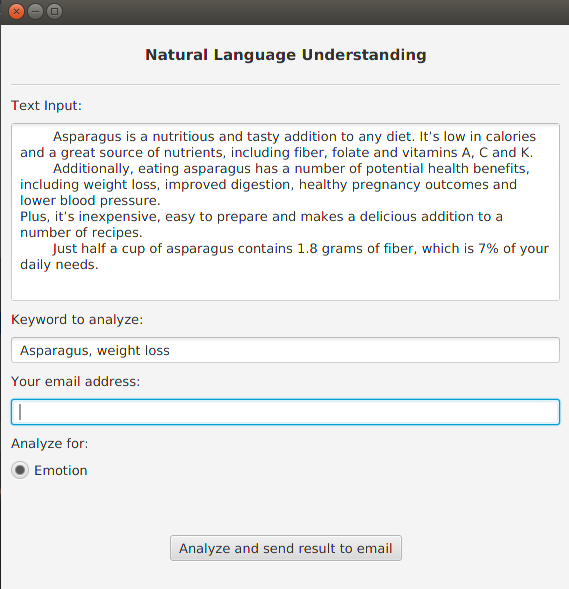 Natural Language Understanding
Text Input:
Asparagus is a nutritious and tasty addition to any diet. It’s low in calories
and a great source of nutrients, including fiber, folate and vitamins A, C and K.
Additionally, eating asparagus has a number of potential health benefits,
including weight loss, improved digestion, healthy pregnancy outcomes and
lower blood pressure.
Plus, it’s inexpensive, easy to prepare and makes a delicious addition to a
number of recipes.
Just half a cup of asparagus contains 1.8 grams of fiber, which is 7% of your
daily needs.
Keyword to analyze:
Asparagus, weight loss
Your email address:
Analyze for:
Emotion
Analyze and send result to email